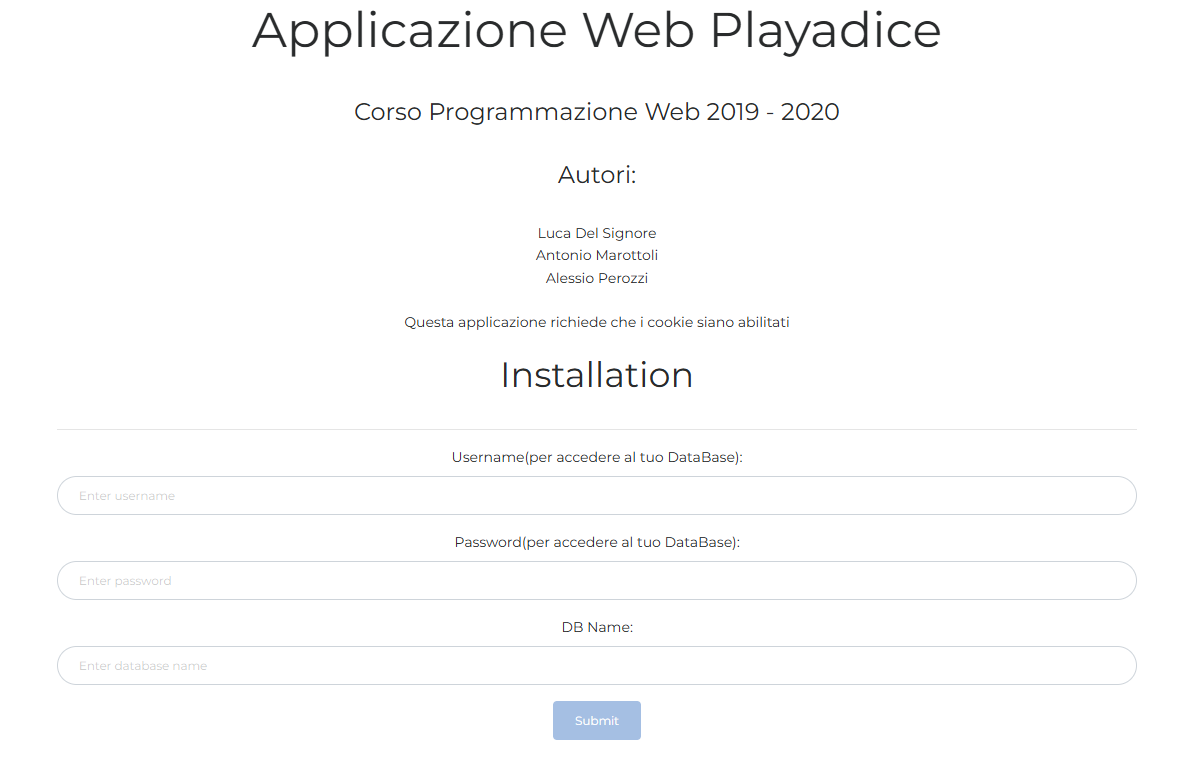 Applicazione Web Playadice
Corso Programmazione Web 2019 - 2020
Autori:
Luca Del Signore
Antonio Marottoli
Alessio Perozzi
Questa applicazione richiede che i cookie siano abilitati
Installation
Username(per accedere al tuo DataBase):
Enter username
Password(per accedere al tuo DataBase):
Enter password
DB Name:
Enter database name
Submit